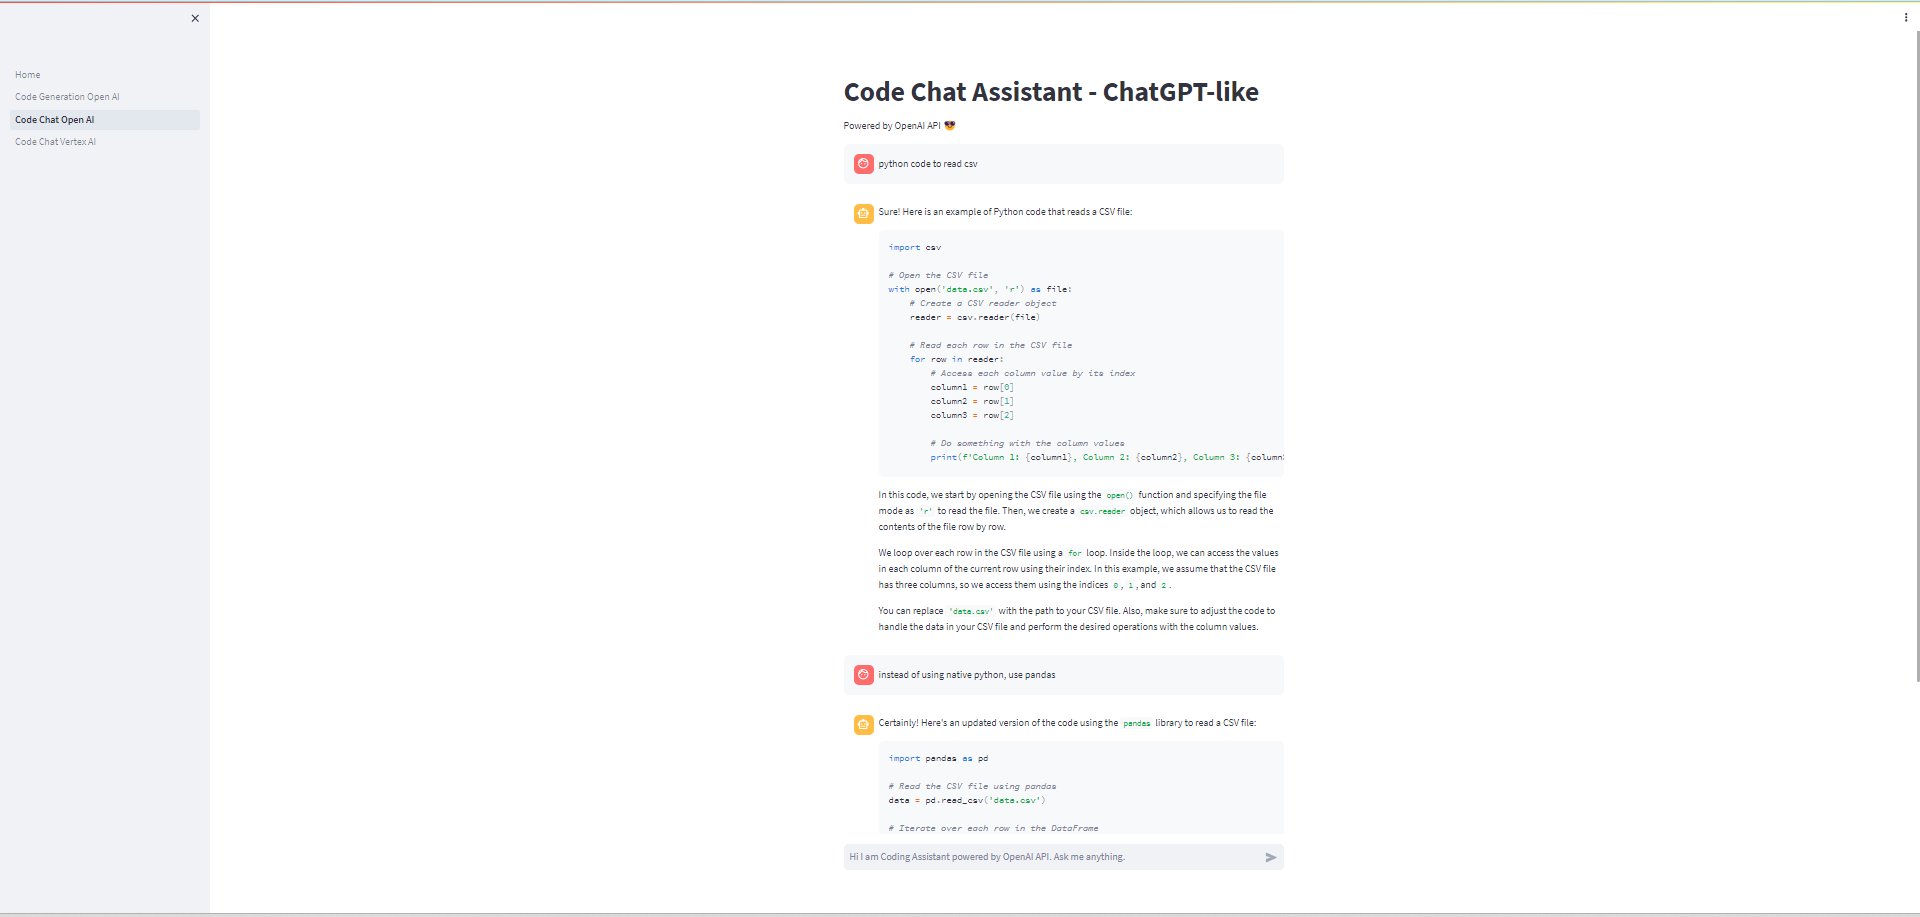 Home
Code Generation Open AI
Code Chat Open AI
Code Chat Vertex AI
Code Chat Assistant - ChatGPT-like
Powered by OpenAI API 😎
python code to read csv
Sure! Here is an example of Python code that reads a CSV file:
import csv
# Open the CSV file
with open('data.csv', 'r') as file:
    # Create a CSV reader object
    reader = csv.reader(file)
    # Read each row in the CSV file
    for row in reader:
        # Access each column value by its index
        column1 = row[0]
        column2 = row[1]
        column3 = row[2]
        # Do something with the column values
        print(f'Column 1: {column1}, Column 2: {column2}, Column 3: {column
In this code, we start by opening the CSV file using the open() function and specifying the file
mode as 'r' to read the file. Then, we create a csv.reader object, which allows us to read the
contents of the file row by row.
We loop over each row in the CSV file using a for loop. Inside the loop, we can access the values
in each column of the current row using their index. In this example, we assume that the CSV file
has three columns, so we access them using the indices 0, 1, and 2.
You can replace 'data.csv' with the path to your CSV file. Also, make sure to adjust the code to
handle the data in your CSV file and perform the desired operations with the column values.
instead of using native python, use pandas
Certainly! Here's an updated version of the code using the pandas library to read a CSV file:
import pandas as pd
# Read the CSV file using pandas
data = pd.read_csv('data.csv')
# Iterate over each row in the DataFrame
Hi I am Coding Assistant powered by OpenAI API. Ask me anything.